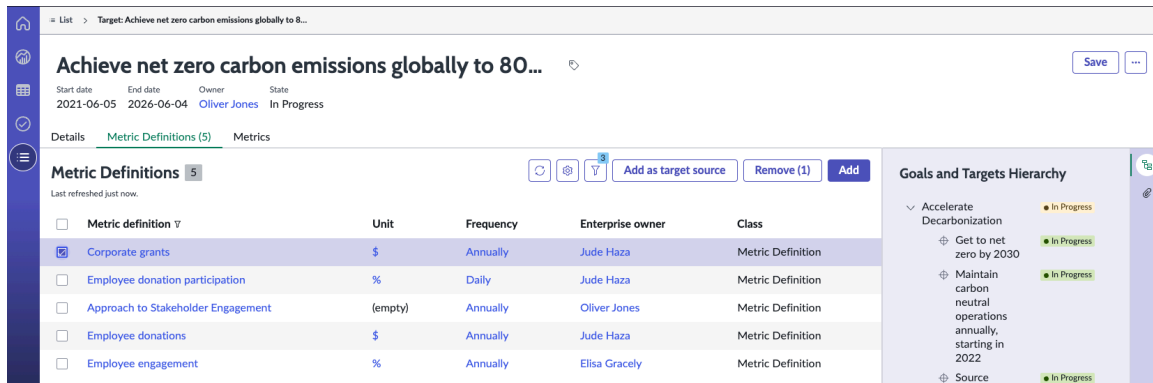 List > Target: Achieve net zero carbon emissions globally to 8...
Achieve net zero carbon emissions globally to 80...
Save ...
Start date End date Owner State
2021-06-05 2026-06-04 Oliver Jones In Progress
Details Metric Definitions (5) Metrics
Metric Definitions 5
3
Add as target source Remove (1) Add
Last refreshed just now.
Metric definition Unit Frequency Enterprise owner Class
Corporate grants $ Annually Jude Haza Metric Definition
Employee donation participation % Daily Jude Haza Metric Definition
Approach to Stakeholder Engagement (empty) Annually Oliver Jones Metric Definition
Employee donations $ Annually Jude Haza Metric Definition
Employee engagement % Annually Elisa Gracely Metric Definition
Goals and Targets Hierarchy
Accelerate In Progress
Decarbonization
Get to net In Progress
zero by 2030
Maintain In Progress
carbon
neutral
operations
annually,
starting in
2022
Source In Progress